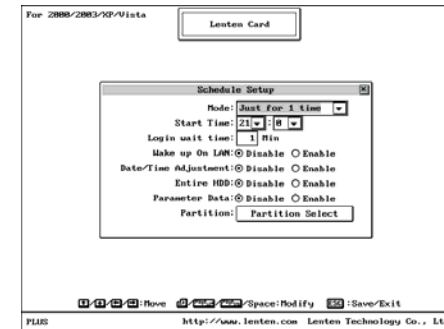 For 2000/2003/XP/Vista
Lenten Card
Schedule Setup
Mode: Just for 1 time
Start Time: 21 : 0
Login wait time: 1 Min
Wake up On LAN: Disable Enable
Date/Time Adjustment: Disable Enable
Entire HDD: Disable Enable
Parameter Data: Disable Enable
Partition: Partition Select
:Move /Space:Modify ESC :Save/Exit
PLUS http://www.lenten.com Lenten Technology Co., Lt